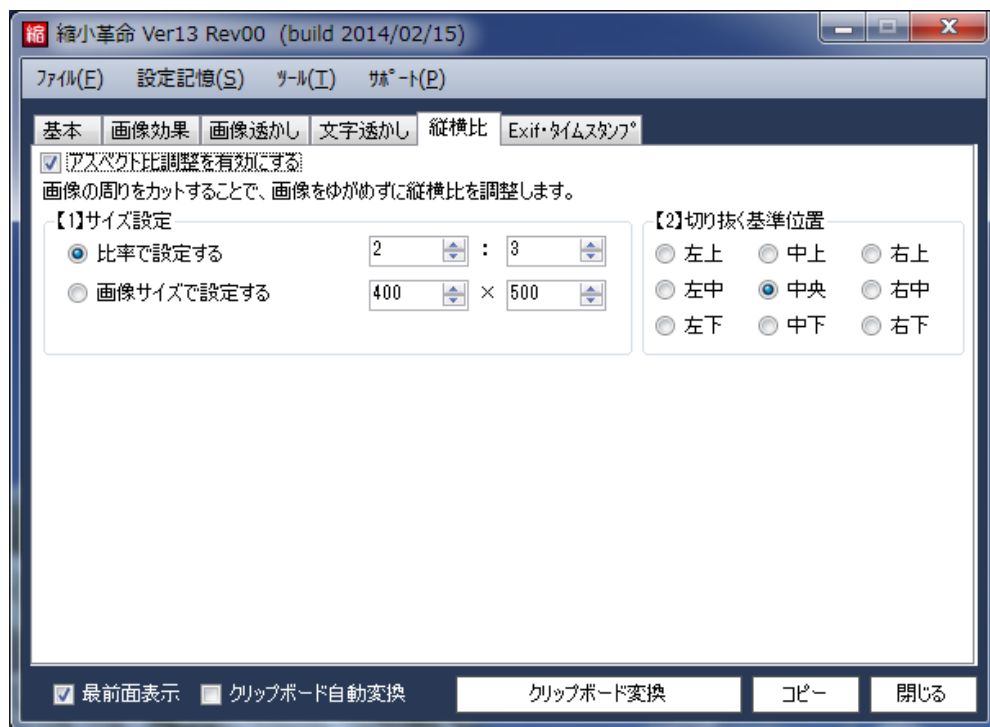 縮 縮小革命 Ver13 Rev00 (build 2014/02/15)
ﾌｧｲﾙ(F) 設定記憶(S) ﾂｰﾙ(T) ｻﾎﾟｰﾄ(P)
基本 画像効果 画像透かし 文字透かし 縦横比 Exif・ﾀｲﾑｽﾀﾝﾌﾟ
アスペクト比調整を有効にする
画像の周りをカットすることで、画像をゆがめずに縦横比を調整します。
【1】サイズ設定
比率で設定する 2 : 3
画像サイズで設定する 400 × 500
【2】切り抜く基準位置
左上 中上 右上
左中 中央 右中
左下 中下 右下
最前面表示 クリップボード自動変換 クリップボード変換 コピー 閉じる